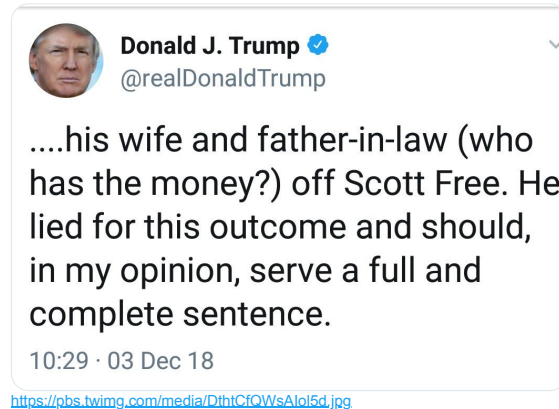 Donald J. Trump
@realDonaldTrump
....his wife and father-in-law (who
has the money?) off Scott Free. He
lied for this outcome and should,
in my opinion, serve a full and
complete sentence.
10:29 · 03 Dec 18
https://pbs.twimg.com/media/DthtCfQWsAIol5d.jpg